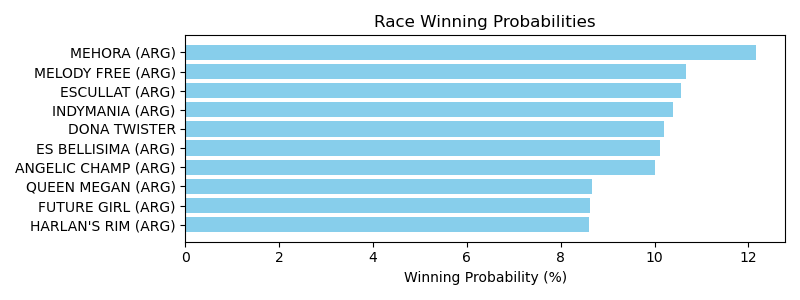 Race Winning Probabilities
MEHORA (ARG)
MELODY FREE (ARG)
ESCULLAT (ARG)
INDYMANIA (ARG)
DONA TWISTER
ES BELLISIMA (ARG)
ANGELIC CHAMP (ARG)
QUEEN MEGAN (ARG)
FUTURE GIRL (ARG)
HARLAN'S RIM (ARG)
0 2 4 6 8 10 12
Winning Probability (%)